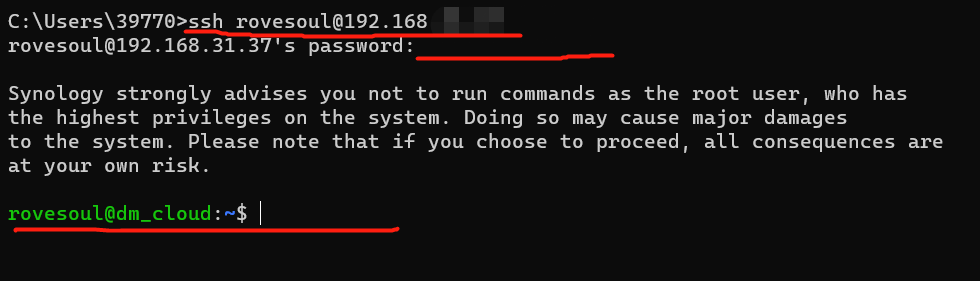 C:\Users\39770>ssh rovesoul@192.168
rovesoul@192.168.31.37's password:
Synology strongly advises you not to run commands as the root user, who has
the highest privileges on the system. Doing so may cause major damages
to the system. Please note that if you choose to proceed, all consequences are
at your own risk.
rovesoul@dm_cloud:~$